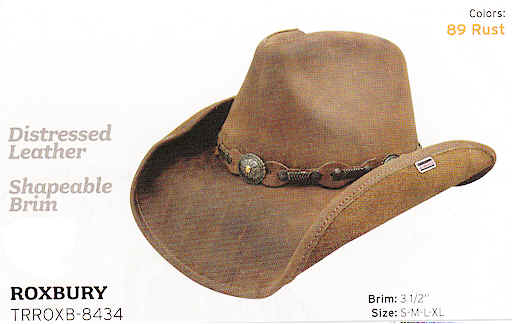 Colors:
89 Rust
Distressed
Leather
Shapeable
Brim
ROXBURY
TRROXB-8434
Brim: 3.1/2"
Size: S-M-L-XL